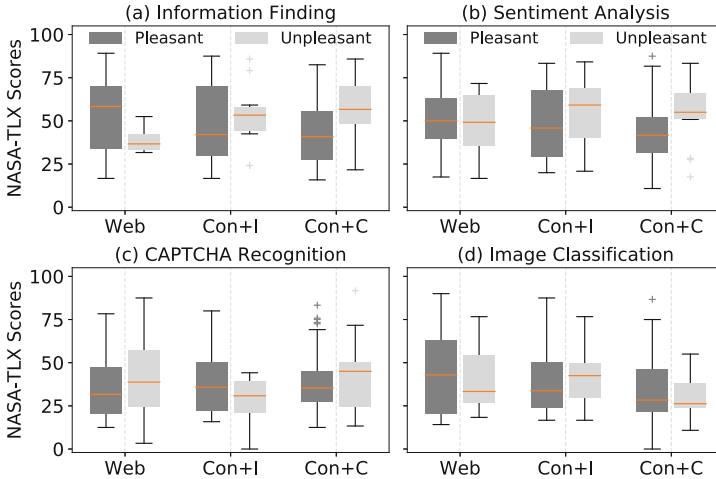 (a) Information Finding
(b) Sentiment Analysis
NASA-TLX Scores
100
75
50
25
0
Pleasant Unpleasant
Pleasant Unpleasant
Web Con+I Con+C
Web Con+I Con+C
(c) CAPTCHA Recognition
(d) Image Classification
NASA-TLX Scores
100
75
50
25
0
Web Con+I Con+C
Web Con+I Con+C